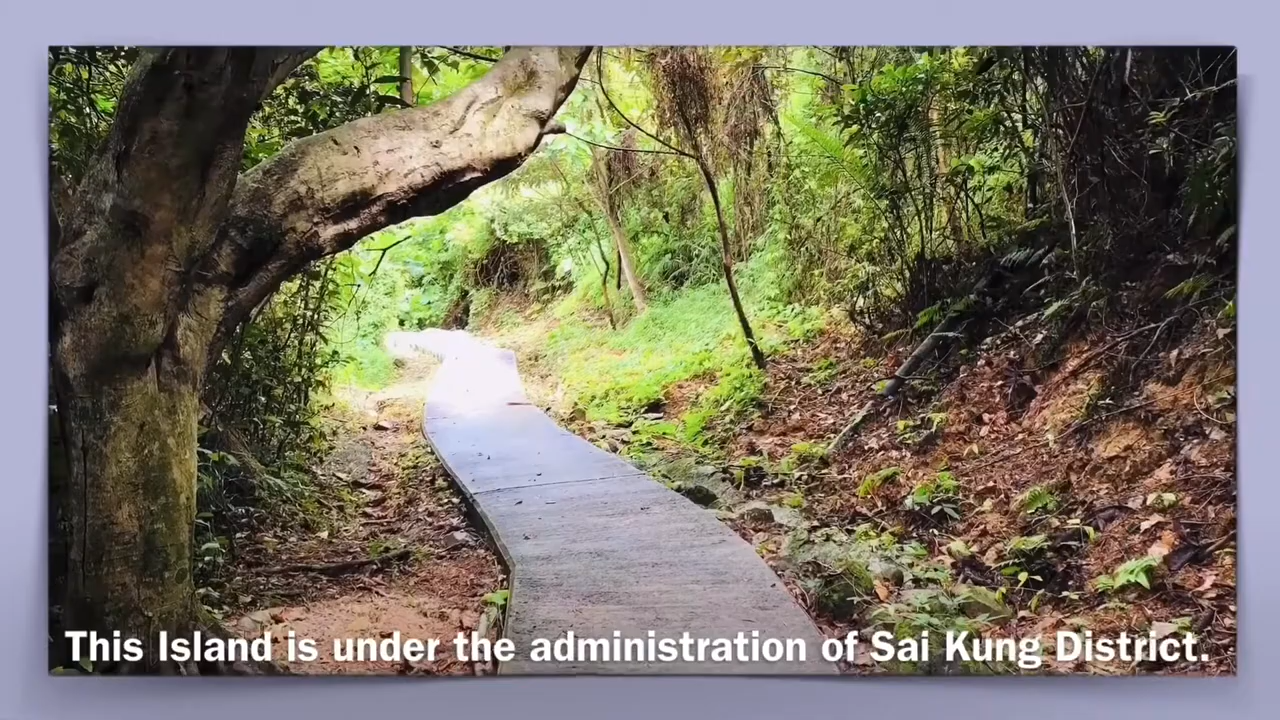 This Island is under the administration of Sai Kung District.